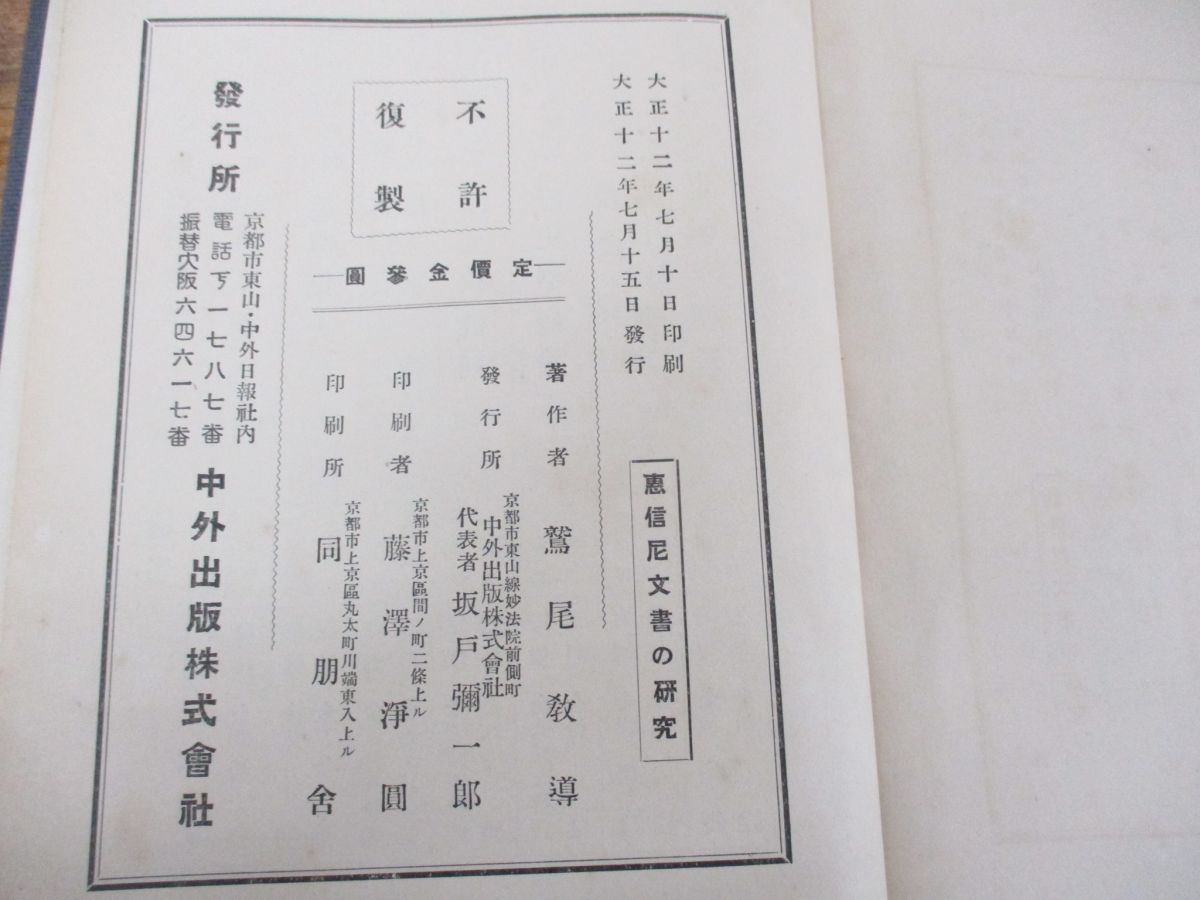 大正十二年七月十日印刷
大正十二年七月十五日發行
惠信尼文書の研究
不許
復製
定價金參圓
著作者 鷲尾教導
發行所 京都市東山線妙法院前側町
中外出版株式會社
代表者 坂戸彌一郎
印刷者 京都市上京區間ノ町二條上ル
藤澤淨圓
印刷所 京都市上京區丸太町川端東入上ル
同朋舍
發行所
京都市東山・中外日報社内
電話下一七八七番
振替大阪六四六一七番
中外出版株式會社